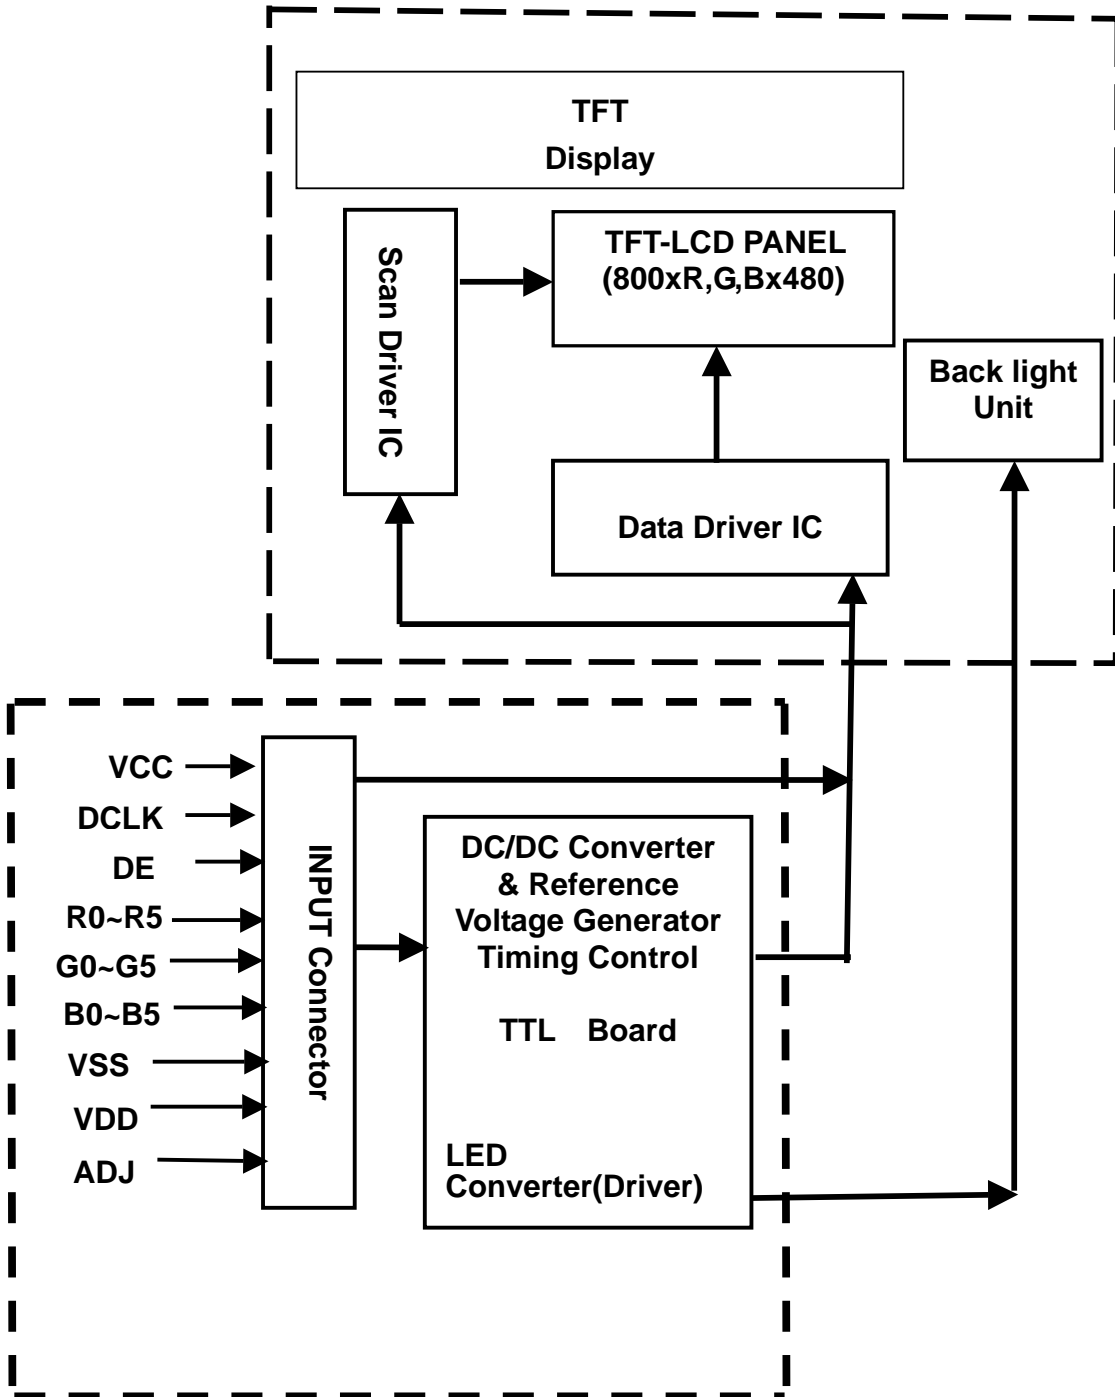 TFT
Display
TFT-LCD PANEL
(800xR,G,Bx480)
Scan Driver IC
Back light
Unit
Data Driver IC
VCC
DCLK
DE
R0~R5
G0~G5
B0~B5
VSS
VDD
ADJ
INPUT Connector
DC/DC Converter
& Reference
Voltage Generator
Timing Control
TTL Board
LED
Converter(Driver)